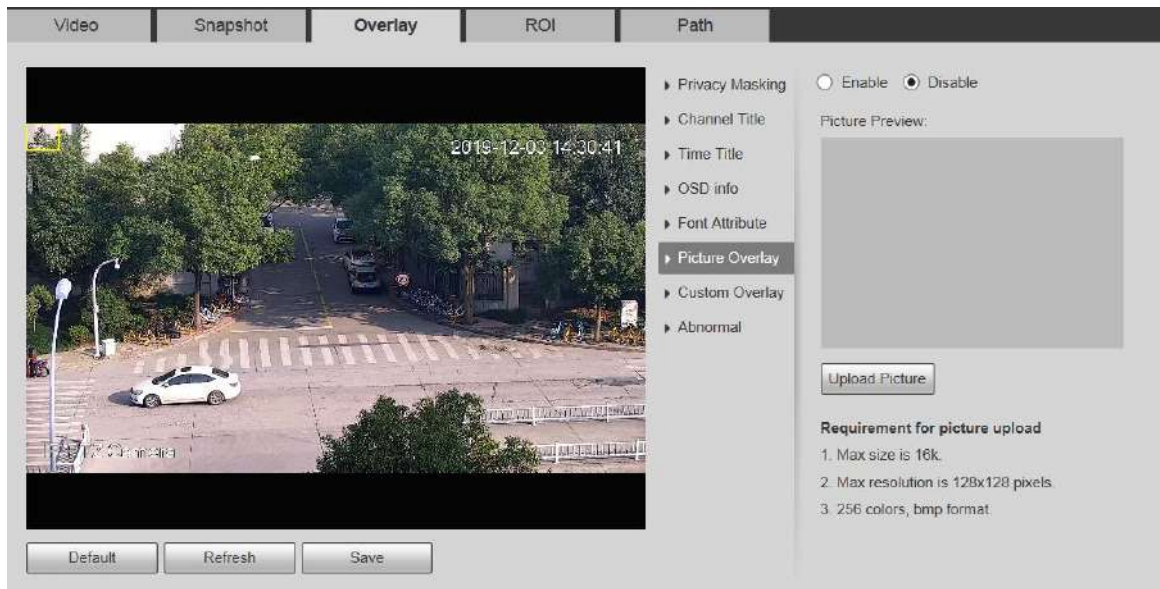 Video Snapshot Overlay ROI Path
2019-12-03 14:30:41
PTZ Camera
Default Refresh Save
Privacy Masking
Channel Title
Time Title
OSD info
Font Attribute
Picture Overlay
Custom Overlay
Abnormal
Enable Disable
Picture Preview:
Upload Picture
Requirement for picture upload
1. Max size is 16k.
2. Max resolution is 128x128 pixels.
3. 256 colors, bmp format